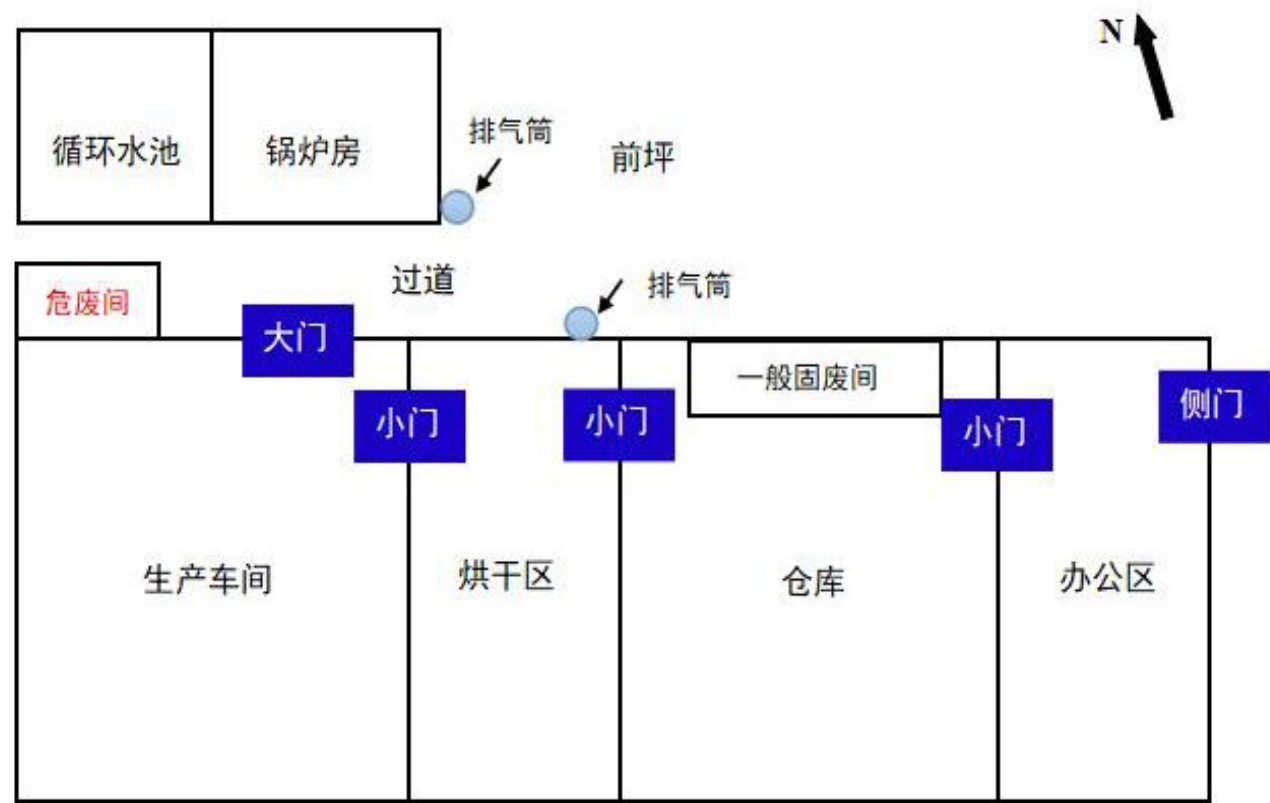 N
排气筒
循环水池
锅炉房
前坪
过道
排气筒
危废间
大门
一般固废间
侧门
小门
小门
小门
生产车间
烘干区
仓库
办公区